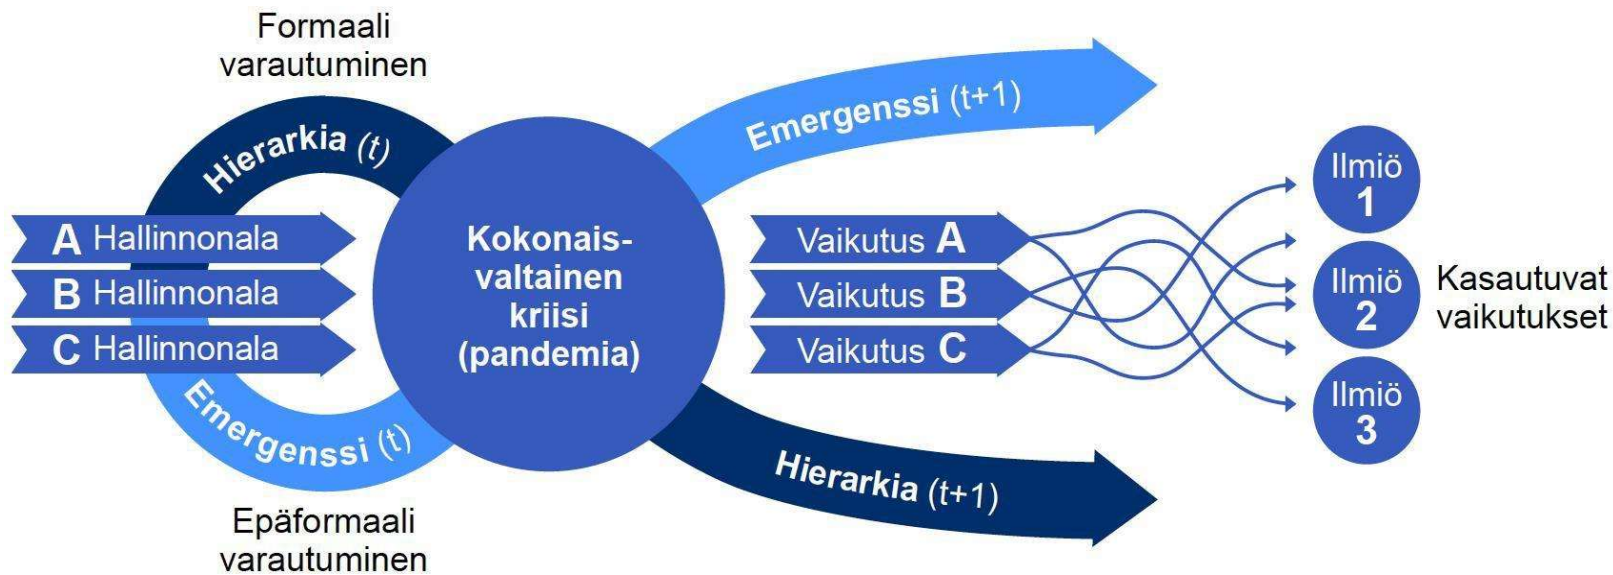 Formaali
varautuminen
Hierarkia (t)
A Hallinnonala
B Hallinnonala
C Hallinnonala
Emergenssi (t)
Epäformaali
varautuminen
Kokonais-
valtainen
kriisi
(pandemia)
Emergenssi (t+1)
Vaikutus A
Vaikutus B
Vaikutus C
Hierarkia (t+1)
Ilmiö
1
Ilmiö
2
Ilmiö
3
Kasautuvat
vaikutukset